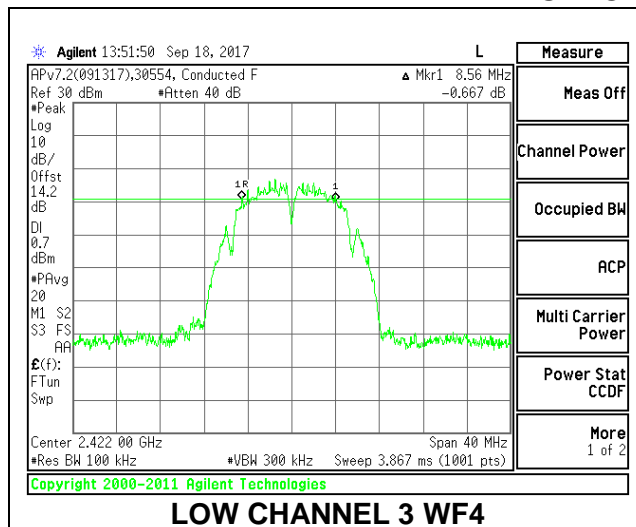 Agilent 13:51:50 Sep 18, 2017 L
Measure
APv7.2(091317),30554, Conducted F
Δ Mkr1 8.56 MHz
Ref 30 dBm #Atten 40 dB -0.667 dB
Meas Off
#Peak
Log
10
dB/
Offst
14.2
dB
DI
0.7
dBm
#PAvg
20
M1 S2
S3 FS
AA
£(f):
FTun
Swp
1R
1
Channel Power
Occupied BW
ACP
Multi Carrier
Power
Power Stat
CCDF
More
1 of 2
Center 2.422 00 GHz Span 40 MHz
#Res BW 100 kHz #VBW 300 kHz Sweep 3.867 ms (1001 pts)
Copyright 2000-2011 Agilent Technologies
LOW CHANNEL 3 WF4